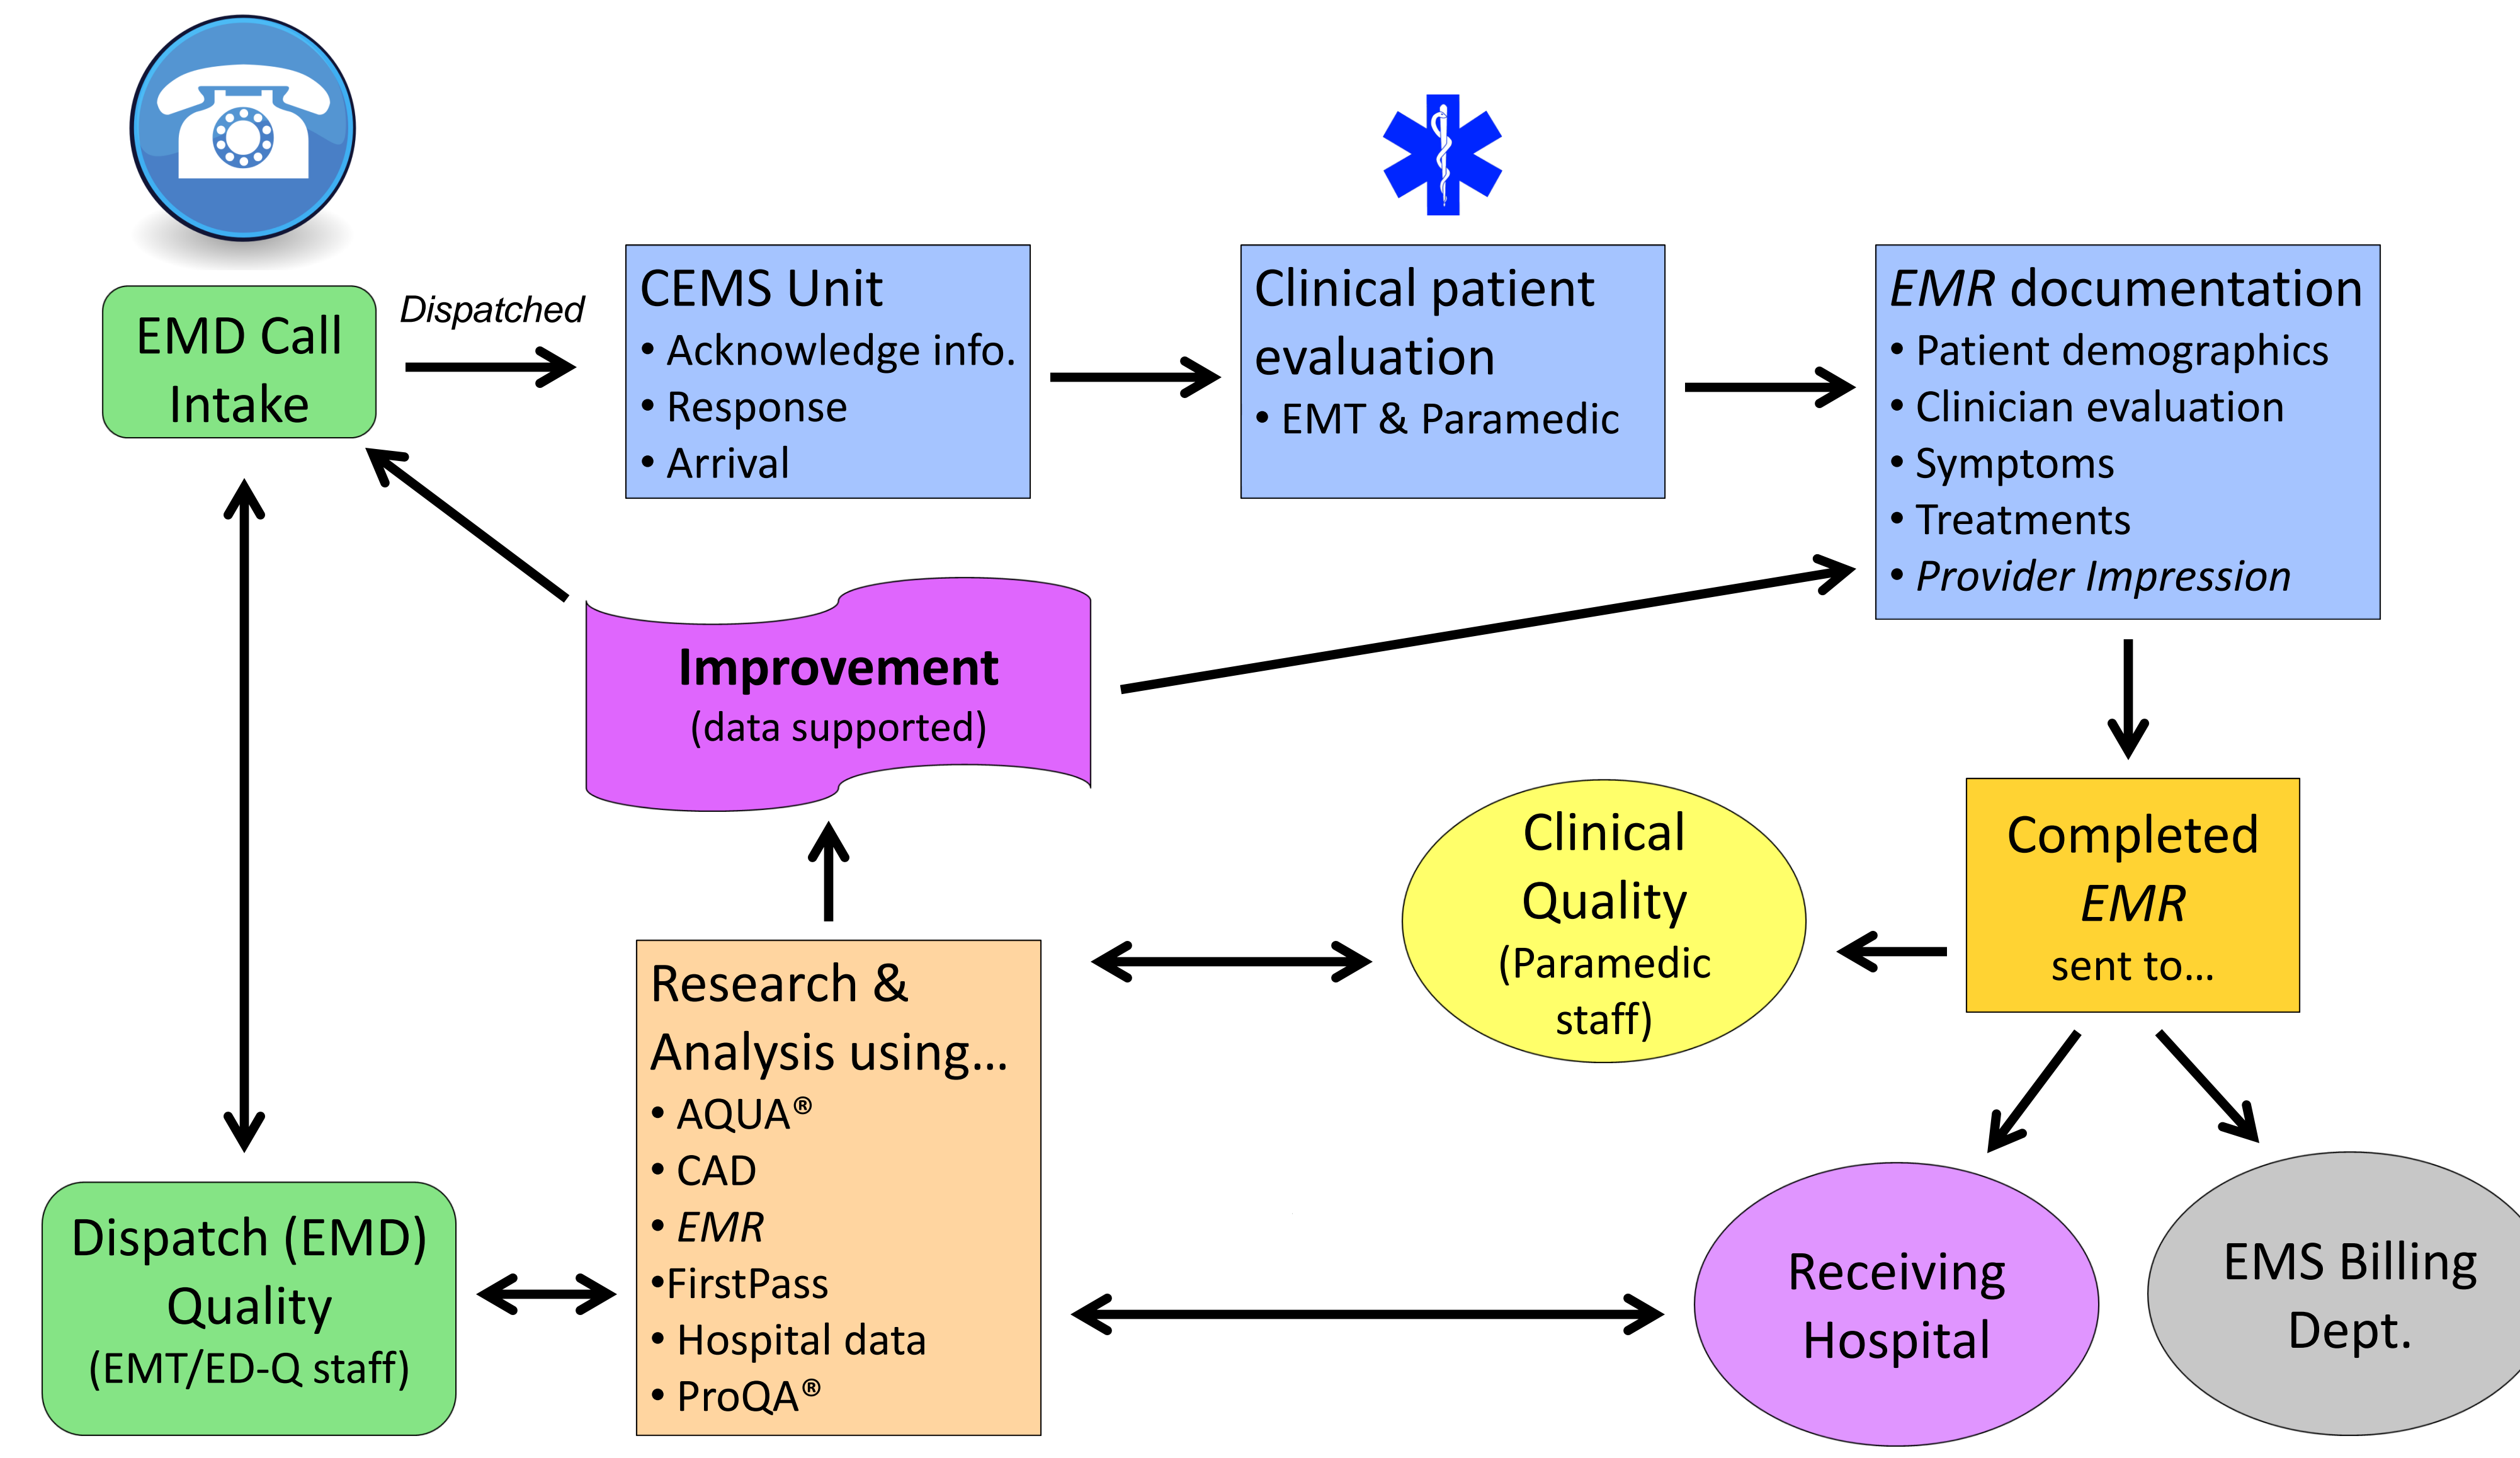 EMD Call
Intake
Dispatched
CEMS Unit
• Acknowledge info.
• Response
• Arrival
Clinical patient
evaluation
• EMT & Paramedic
EMR documentation
• Patient demographics
• Clinician evaluation
• Symptoms
• Treatments
• Provider Impression
Improvement
(data supported)
Clinical
Quality
(Paramedic
staff)
Completed
EMR
sent to...
Research &
Analysis using...
• AQUA®
• CAD
• EMR
•FirstPass
• Hospital data
• ProQA®
Dispatch (EMD)
Quality
(EMT/ED-Q staff)
Receiving
Hospital
EMS Billing
Dept.